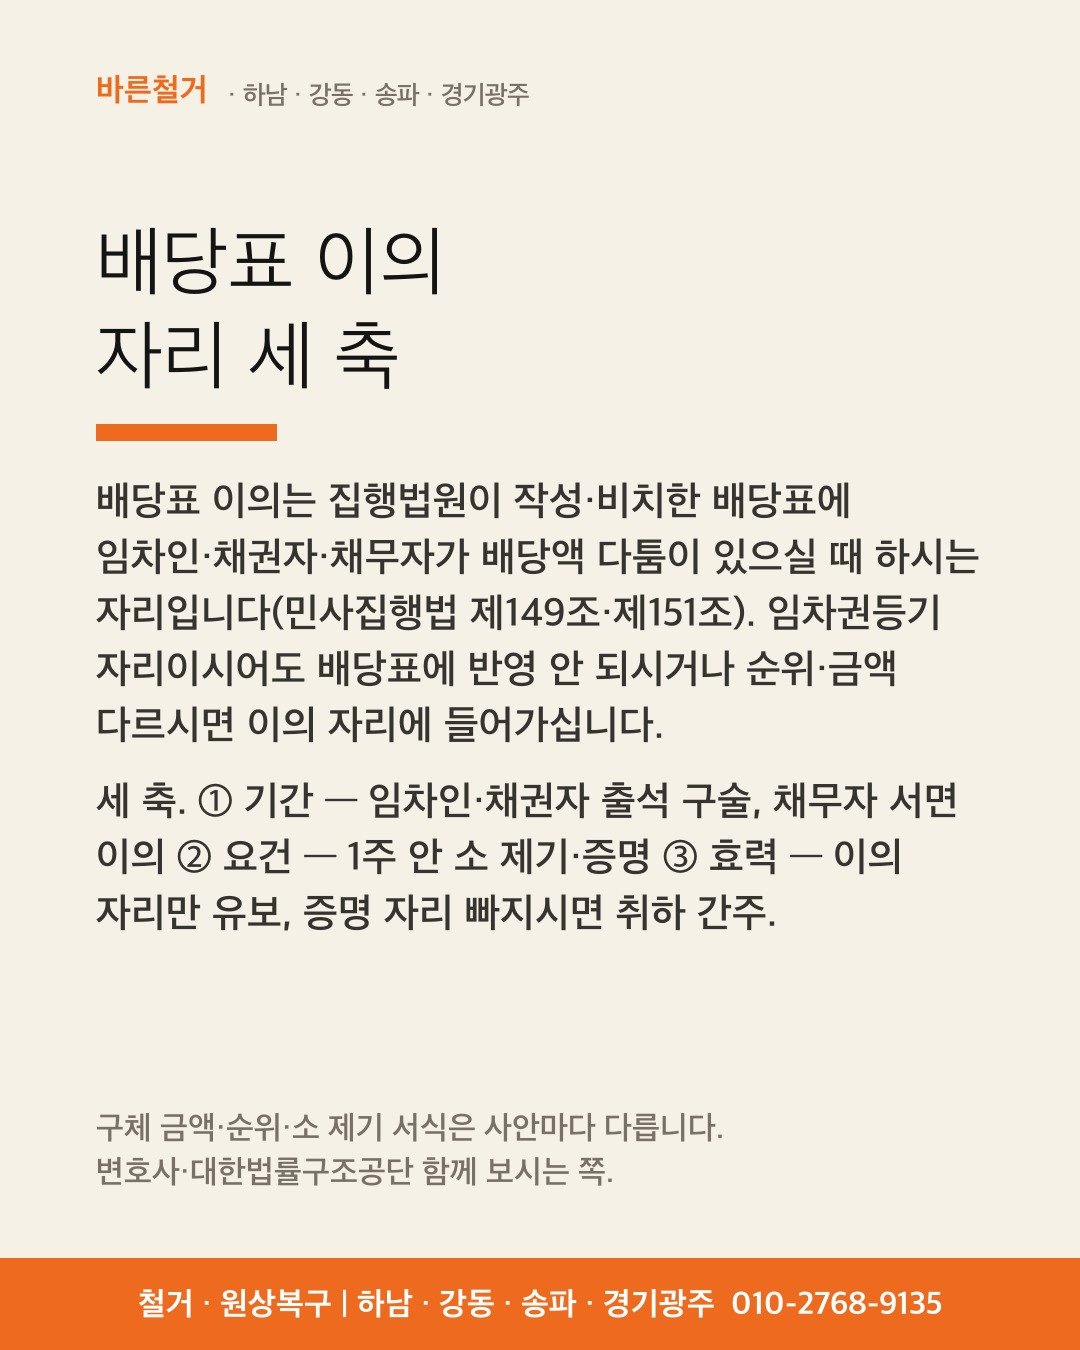 바른철거 · 하남 · 강동 · 송파 · 경기광주
배당표 이의
자리 세 축
배당표 이의는 집행법원이 작성·비치한 배당표에
임차인·채권자·채무자가 배당액 다툼이 있으실 때 하시는
자리입니다(민사집행법 제149조·제151조). 임차권등기
자리이시어도 배당표에 반영 안 되시거나 순위·금액
다르시면 이의 자리에 들어가십니다.
세 축. ① 기간 — 임차인·채권자 출석 구술, 채무자 서면
이의 ② 요건 — 1주 안 소 제기·증명 ③ 효력 — 이의
자리만 유보, 증명 자리 빠지시면 취하 간주.
구체 금액·순위·소 제기 서식은 사안마다 다릅니다.
변호사·대한법률구조공단 함께 보시는 쪽.
철거 · 원상복구 | 하남 · 강동 · 송파 · 경기광주 010-2768-9135